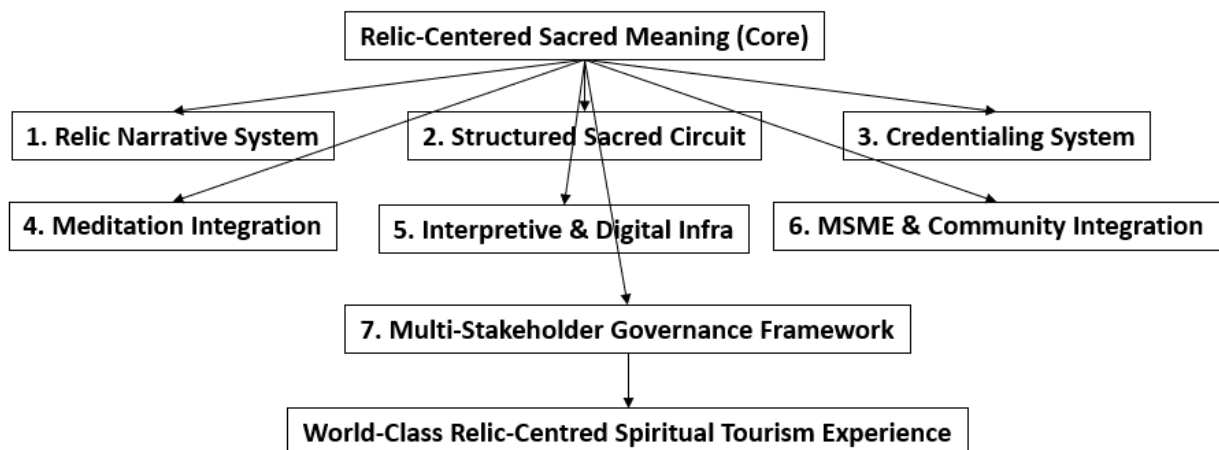 Relic-Centered Sacred Meaning (Core)
1. Relic Narrative System
2. Structured Sacred Circuit
3. Credentialing System
4. Meditation Integration
5. Interpretive & Digital Infra
6. MSME & Community Integration
7. Multi-Stakeholder Governance Framework
World-Class Relic-Centred Spiritual Tourism Experience